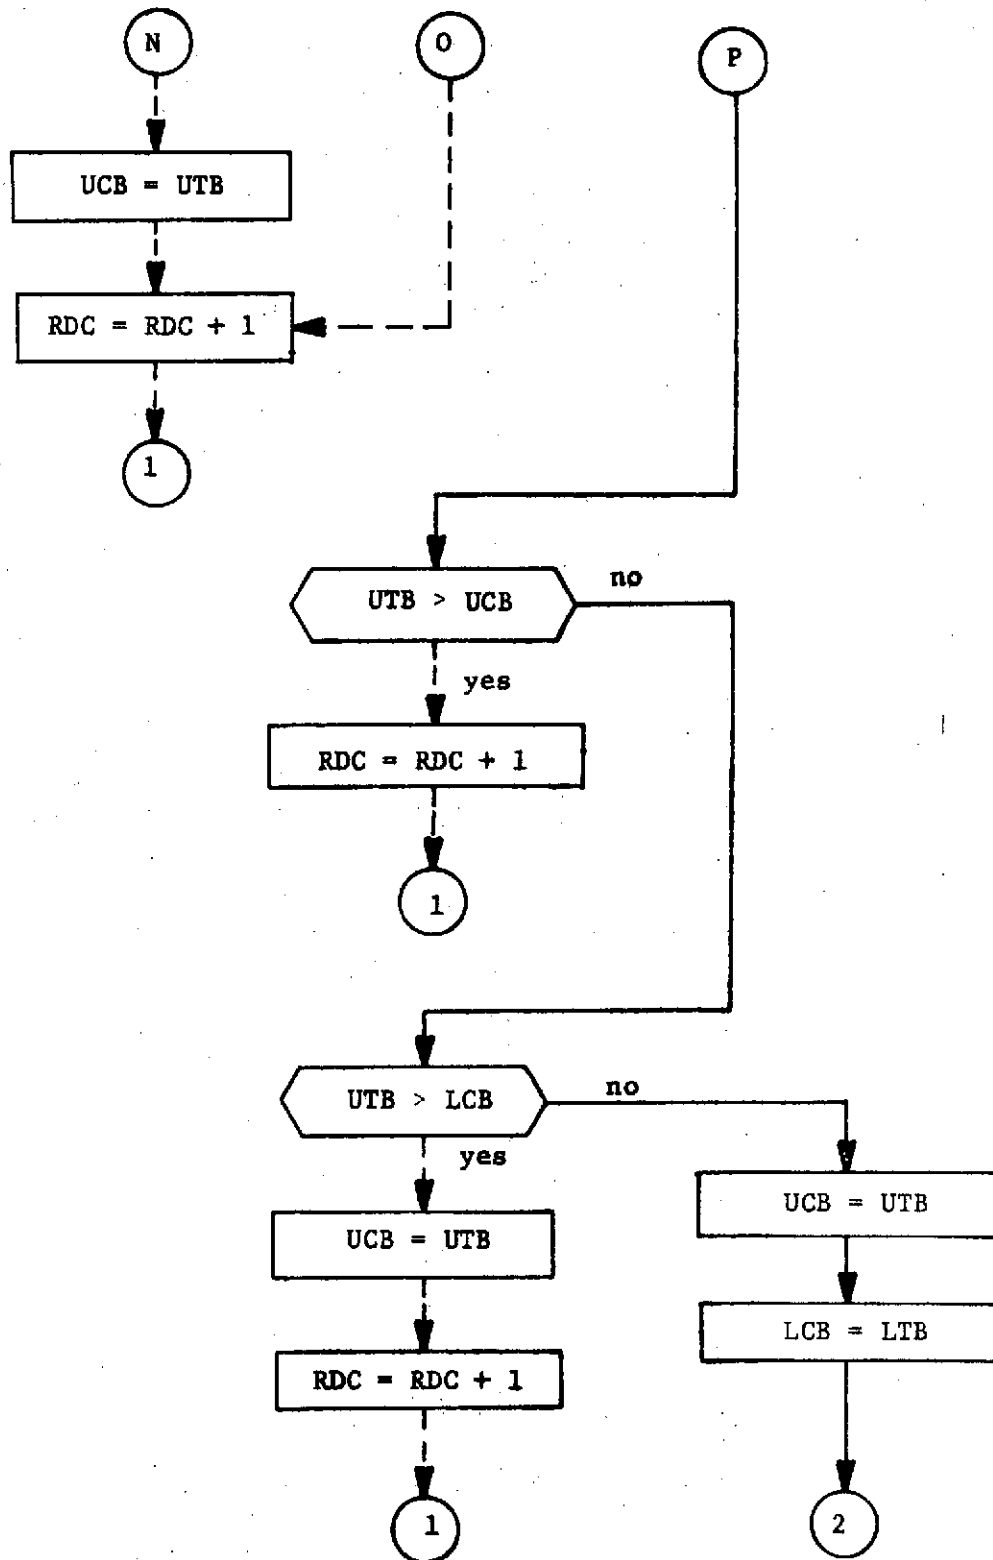 N
O
P
UCB = UTB
RDC = RDC + 1
1
UTB > UCB
no
yes
RDC = RDC + 1
1
UTB > LCB
no
yes
UCB = UTB
UCB = UTB
RDC = RDC + 1
LCB = LTB
1
2